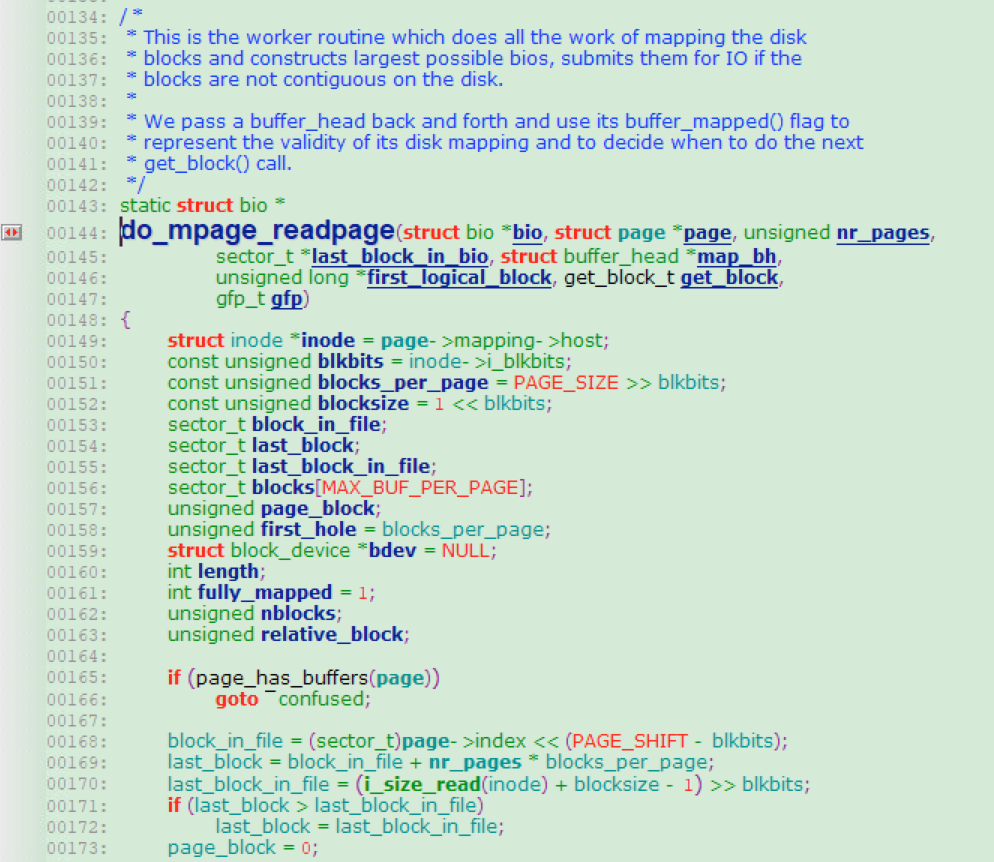 00134: / *
00135:  * This is the worker routine which does all the work of mapping the disk
00136:  * blocks and constructs largest possible bios, submits them for IO if the
00137:  * blocks are not contiguous on the disk.
00138:  *
00139:  * We pass a buffer_head back and forth and use its buffer_mapped() flag to
00140:  * represent the validity of its disk mapping and to decide when to do the next
00141:  * get_block() call.
00142:  */
00143: static struct bio *
00144: do_mpage_readpage(struct bio *bio, struct page *page, unsigned nr_pages,
00145:         sector_t *last_block_in_bio, struct buffer_head *map_bh,
00146:         unsigned long *first_logical_block, get_block_t get_block,
00147:         gfp_t gfp)
00148: {
00149:     struct inode *inode = page- >mapping- >host;
00150:     const unsigned blkbits = inode- >i_blkbits;
00151:     const unsigned blocks_per_page = PAGE_SIZE >> blkbits;
00152:     const unsigned blocksize = 1 << blkbits;
00153:     sector_t block_in_file;
00154:     sector_t last_block;
00155:     sector_t last_block_in_file;
00156:     sector_t blocks[MAX_BUF_PER_PAGE];
00157:     unsigned page_block;
00158:     unsigned first_hole = blocks_per_page;
00159:     struct block_device *bdev = NULL;
00160:     int length;
00161:     int fully_mapped = 1;
00162:     unsigned nblocks;
00163:     unsigned relative_block;
00164:
00165:     if (page_has_buffers(page))
00166:         goto confused;
00167:
00168:     block_in_file = (sector_t)page- >index << (PAGE_SHIFT - blkbits);
00169:     last_block = block_in_file + nr_pages * blocks_per_page;
00170:     last_block_in_file = (i_size_read(inode) + blocksize - 1) >> blkbits;
00171:     if (last_block > last_block_in_file)
00172:         last_block = last_block_in_file;
00173:     page_block = 0;